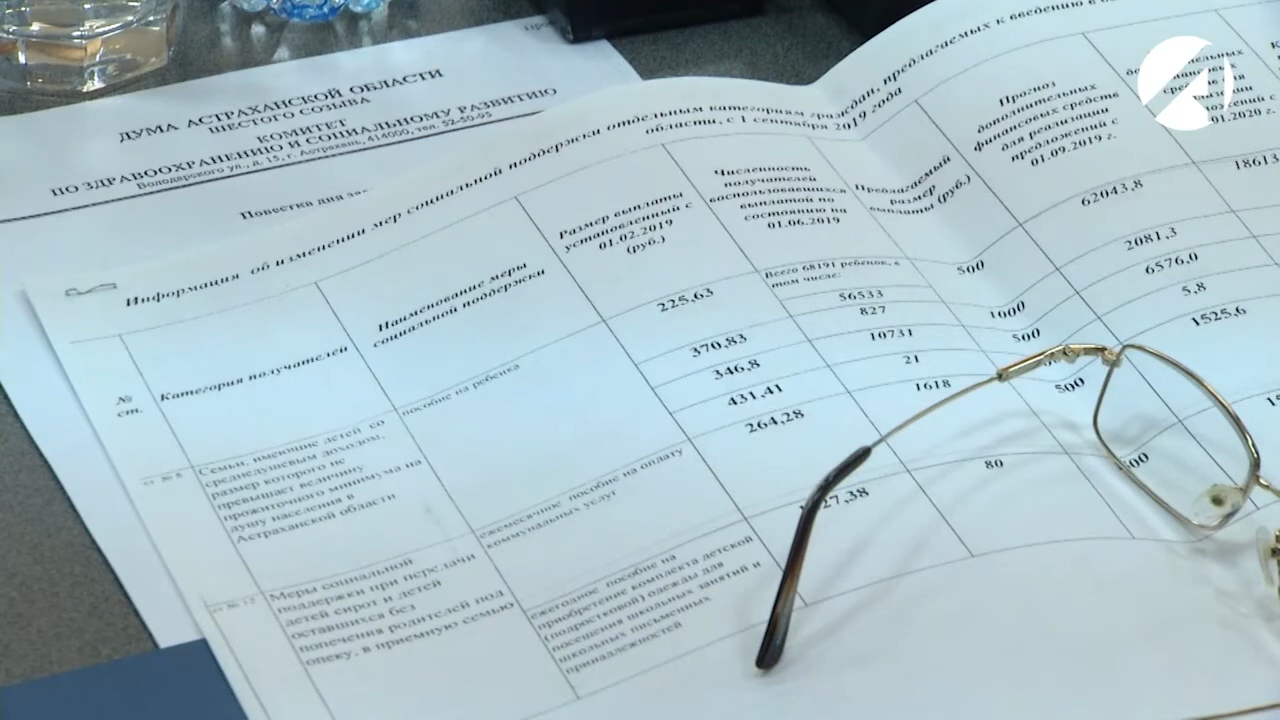 ДУМА АСТРАХАНСКОЙ ОБЛАСТИ
ШЕСТОГО СОЗЫВА
КОМИТЕТ
ПО ЗДРАВООХРАНЕНИЮ И СОЦИАЛЬНОМУ РАЗВИТИЮ
Володарского ул., д. 15, г. Астрахань, 414000, тел. 52-50-95
Повестка дня
Информация об изменении мер социальной поддержки отдельным категориям граждан, предлагаемых к введению в
области, с 1 сентября 2019 года
№
ст.
Категория получателей
Наименование меры
социальной поддержки
Размер выплаты
установленный с
01.02.2019
(руб.)
Численность
получателей
воспользовавшихся
выплатой по
состоянию на
01.06.2019
Предлагаемый
размер
выплаты (руб.)
Прогноз
дополнительных
финансовых средств
для реализации
предложений с
01.09.2019 г.
01.2020 г.
Семьи, имеющие детей со
среднедушевым доходом,
размер которого не
превышает величину
прожиточного минимума на
душу населения в
Астраханской области
пособие на ребенка
225,63
Всего 68191 ребенок, в
том числе:
56533
500
62043,8
18613
370,83
827
1000
2081,3
346,8
10731
500
6576,0
431,41
21
5,8
264,28
1618
500
1525,6
Меры социальной
поддержки при передачи
детей сирот и детей
оставшихся без
попечения родителей под
опеку, в приемную семью
ежемесячное пособие на оплату
коммунальных услуг
27,38
80
00
ежегодное пособие на
приобретение комплекта детской
(подростковой) одежды для
посещения школьных занятий и
школьных письменных
принадлежностей